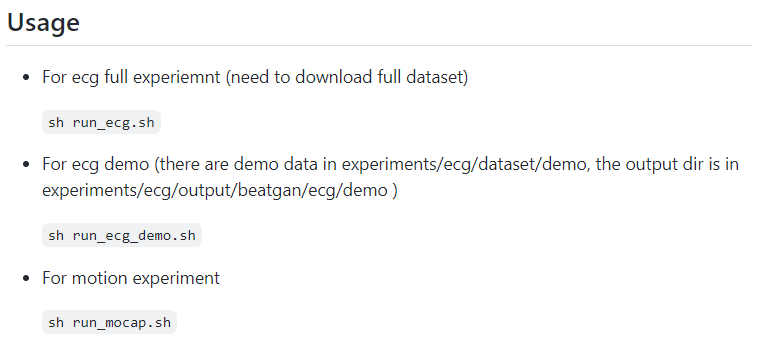 Usage
For ecg full experiemnt (need to download full dataset)
sh run_ecg.sh
For ecg demo (there are demo data in experiments/ecg/dataset/demo, the output dir is in
experiments/ecg/output/beatgan/ecg/demo )
sh run_ecg_demo.sh
For motion experiment
sh run_mocap.sh